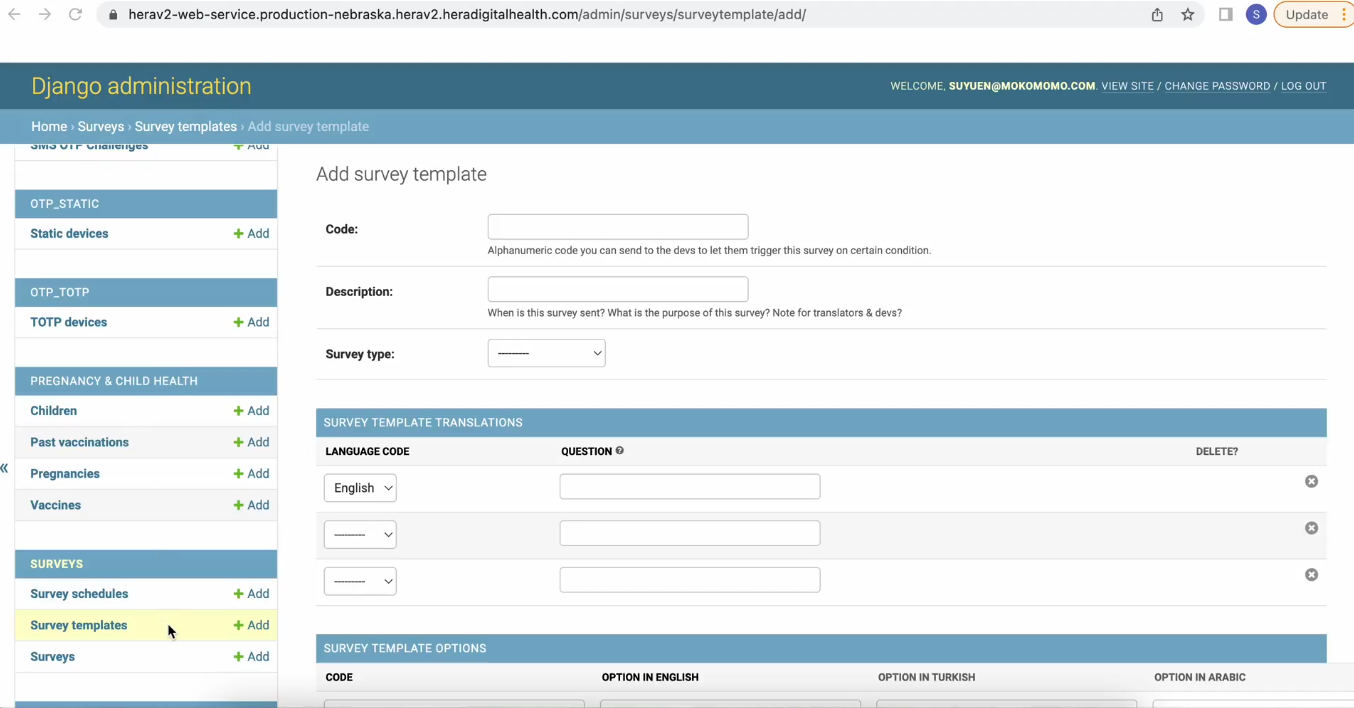 herav2-web-service.production-nebraska.herav2.heradigitalhealth.com/admin/surveys/surveytemplate/add/
S
Update
Django administration
WELCOME, SUYUEN@MOKOMOMO.COM. VIEW SITE / CHANGE PASSWORD / LOG OUT
Home › Surveys › Survey templates › Add survey template
SMS OTP Challenges + Add
OTP_STATIC
Static devices + Add
OTP_TOTP
TOTP devices + Add
PREGNANCY & CHILD HEALTH
Children + Add
Past vaccinations + Add
Pregnancies + Add
Vaccines + Add
SURVEYS
Survey schedules + Add
Survey templates + Add
Surveys + Add
«
Add survey template
Code:
Alphanumeric code you can send to the devs to let them trigger this survey on certain condition.
Description:
When is this survey sent? What is the purpose of this survey? Note for translators & devs?
Survey type: ---------
SURVEY TEMPLATE TRANSLATIONS
LANGUAGE CODE QUESTION ? DELETE?
English
---------
---------
SURVEY TEMPLATE OPTIONS
CODE OPTION IN ENGLISH OPTION IN TURKISH OPTION IN ARABIC